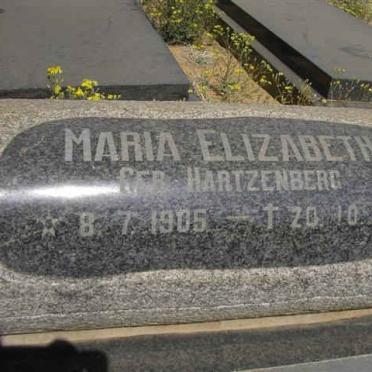 MARIA ELIZABETH
GEB. HARTZENBERG
* 8.7.1905 — † 20.10.